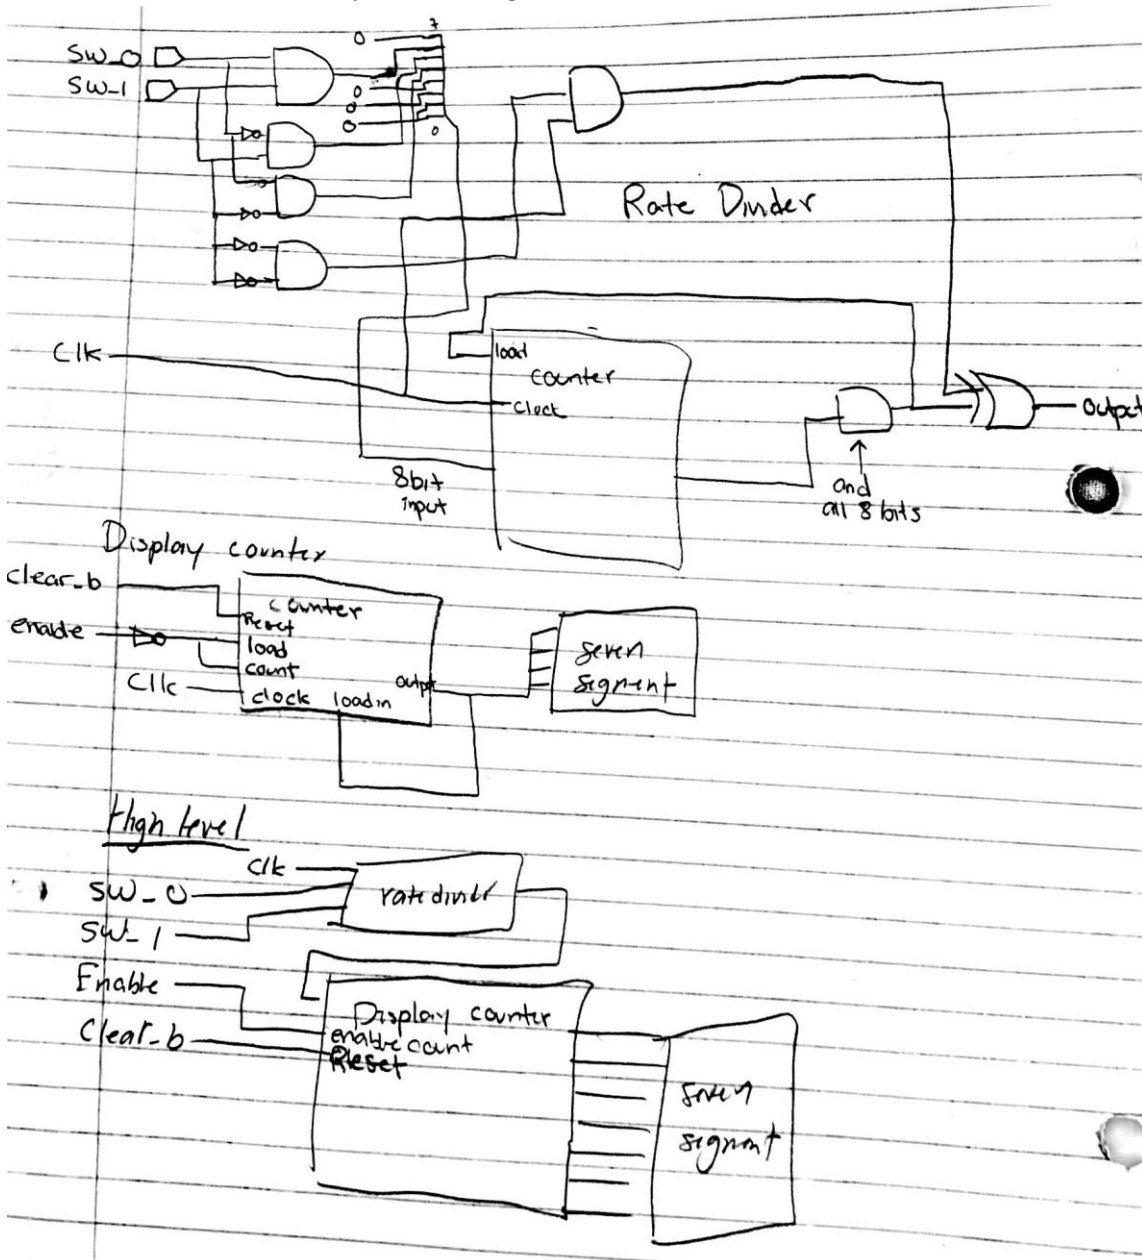 SW_0
SW_1
0
7
0
0
0
0
Rate Divider
Clk
load
counter
clock
8bit
input
and
all 8 bits
Output
Display counter
clear_b
enable
Clk
counter
Reset
load
count
clock
loadin
output
seven
segment
High level
Clk
SW_0
SW_1
rate divider
Enable
Clear_b
Display counter
enable count
Reset
seven
segment